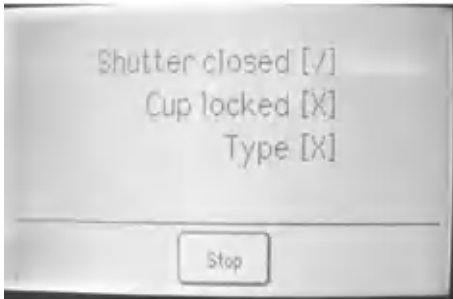 Shutter closed [/]
Cup locked [X]
Type [X]
Stop